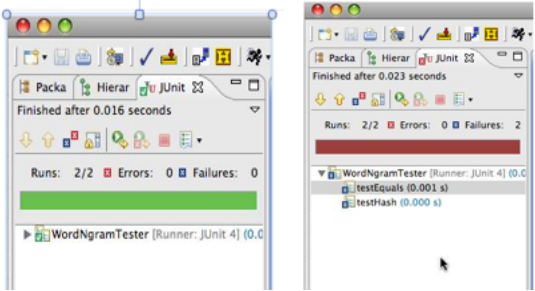 Packa Hierar JUnit
Finished after 0.016 seconds
Runs: 2/2 Errors: 0 Failures: 0
WordNgramTester [Runner: JUnit 4] (0.0
Packa Hierar JUnit
Finished after 0.023 seconds
Runs: 2/2 Errors: 0 Failures: 2
WordNgramTester [Runner: JUnit 4] (0.0
testEquals (0.001 s)
testHash (0.000 s)